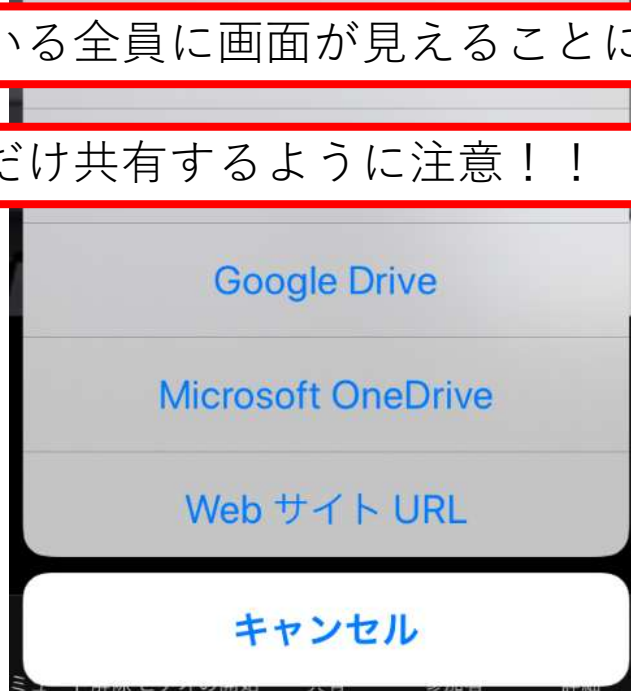 いる全員に画面が見えることに
だけ共有するように注意！！
Google Drive
Microsoft OneDrive
Web サイト URL
キャンセル